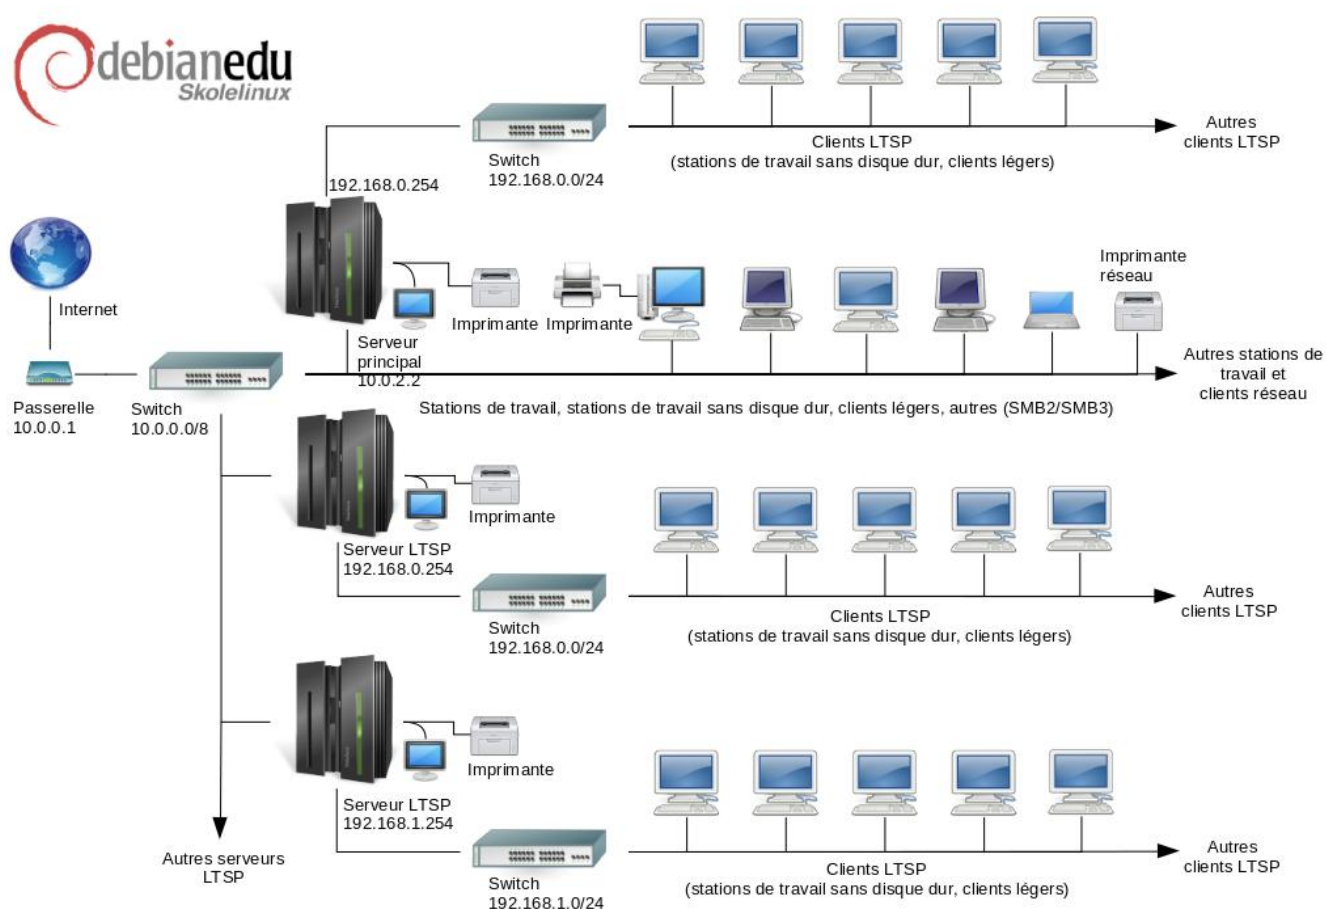 debianedu
Skolelinux
Autres
clients LTSP
Switch
192.168.0.0/24
Clients LTSP
(stations de travail sans disque dur, clients légers)
192.168.0.254
Internet
Imprimante
Imprimante
Imprimante
réseau
Serveur
principal
10.0.2.2
Autres stations de
travail et
clients réseau
Passerelle
10.0.0.1
Switch
10.0.0.0/8
Stations de travail, stations de travail sans disque dur, clients légers, autres (SMB2/SMB3)
Imprimante
Serveur LTSP
192.168.0.254
Switch
192.168.0.0/24
Clients LTSP
(stations de travail sans disque dur, clients légers)
Autres
clients LTSP
Imprimante
Serveur LTSP
192.168.1.254
Autres serveurs
LTSP
Switch
192.168.1.0/24
Clients LTSP
(stations de travail sans disque dur, clients légers)
Autres
clients LTSP